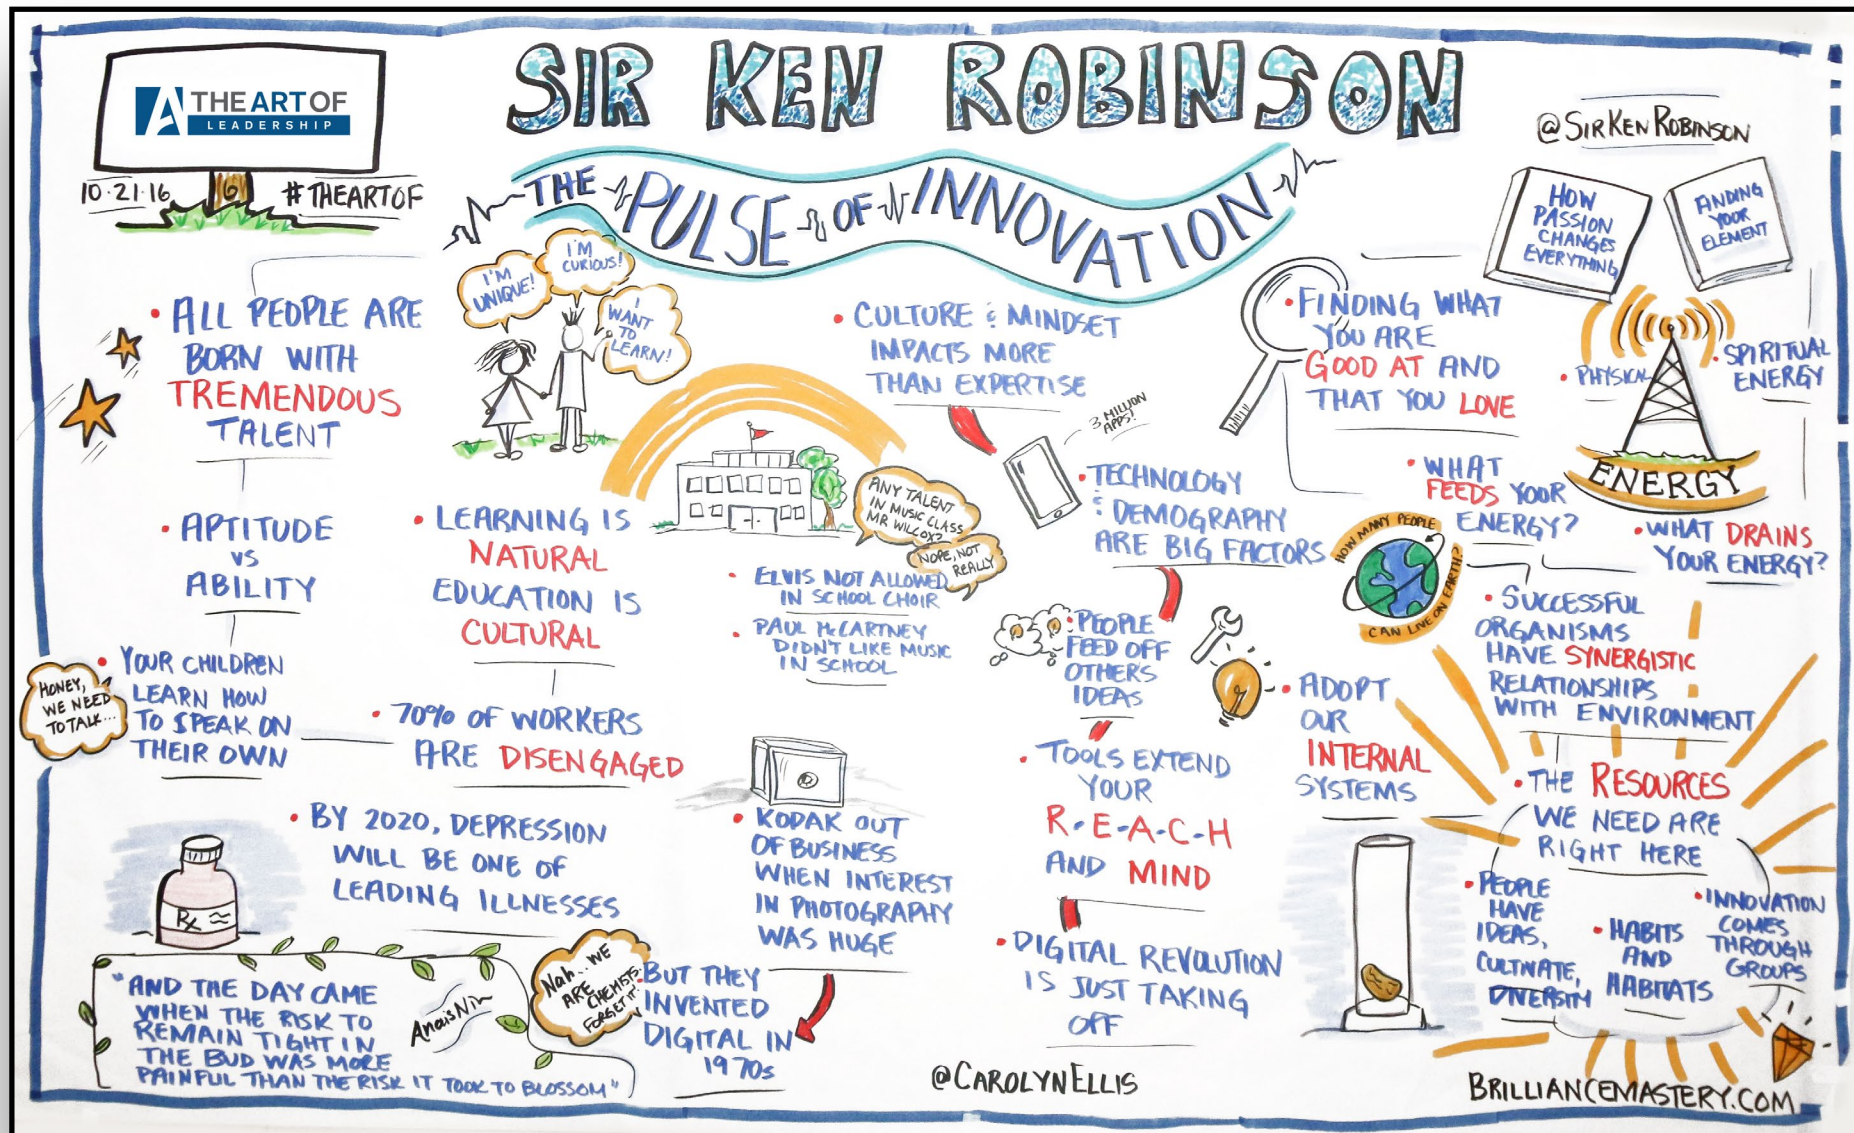 THE ART OF
LEADERSHIP
10·21·16
#THEARTOF
SIR KEN ROBINSON
THE PULSE OF INNOVATION
@SIRKENROBINSON
HOW
PASSION
CHANGES
EVERYTHING
FINDING
YOUR
ELEMENT
• ALL PEOPLE ARE
BORN WITH
TREMENDOUS
TALENT
• APTITUDE
VS
ABILITY
• YOUR CHILDREN
LEARN HOW
TO SPEAK ON
THEIR OWN
HONEY,
WE NEED
TO TALK...
I'M
UNIQUE!
I'M
CURIOUS!
I
WANT
TO
LEARN!
• LEARNING IS
NATURAL
EDUCATION IS
CULTURAL
• 70% OF WORKERS
ARE DISENGAGED
• BY 2020, DEPRESSION
WILL BE ONE OF
LEADING ILLNESSES
Rx
"AND THE DAY CAME
WHEN THE RISK TO
REMAIN TIGHT IN
THE BUD WAS MORE
PAINFUL THAN THE RISK IT TOOK TO BLOSSOM"
Anais Nin
ANY TALENT
IN MUSIC CLASS
MR WILCOX?
NOPE, NOT
REALLY
• ELVIS NOT ALLOWED
IN SCHOOL CHOIR
• PAUL McCARTNEY
DIDN'T LIKE MUSIC
IN SCHOOL
• KODAK OUT
OF BUSINESS
WHEN INTEREST
IN PHOTOGRAPHY
WAS HUGE
Nah... WE
ARE
CHEMISTS.
FORGET IT!
BUT THEY
INVENTED
DIGITAL IN
1970s
• CULTURE & MINDSET
IMPACTS MORE
THAN EXPERTISE
3 MILLION
APPS!
• TECHNOLOGY
& DEMOGRAPHY
ARE BIG FACTORS
• PEOPLE
FEED OFF
OTHER'S
IDEAS
• TOOLS EXTEND
YOUR
R-E-A-C-H
AND MIND
• DIGITAL REVOLUTION
IS JUST TAKING
OFF
• FINDING WHAT
YOU ARE
GOOD AT AND
THAT YOU LOVE
• PHYSICAL
• SPIRITUAL
ENERGY
ENERGY
• WHAT
FEEDS YOUR
ENERGY?
• WHAT DRAINS
YOUR ENERGY?
HOW MANY PEOPLE
CAN LIVE ON EARTH?
• SUCCESSFUL
ORGANISMS
HAVE SYNERGISTIC
RELATIONSHIPS
WITH ENVIRONMENT
• ADOPT
OUR
INTERNAL
SYSTEMS
• THE RESOURCES
WE NEED ARE
RIGHT HERE
• PEOPLE
HAVE
IDEAS,
CULTIVATE,
DIVERSITY
• HABITS
AND
HABITATS
• INNOVATION
COMES
THROUGH
GROUPS
@CAROLYNELLIS
BRILLIANCEMASTERY.COM